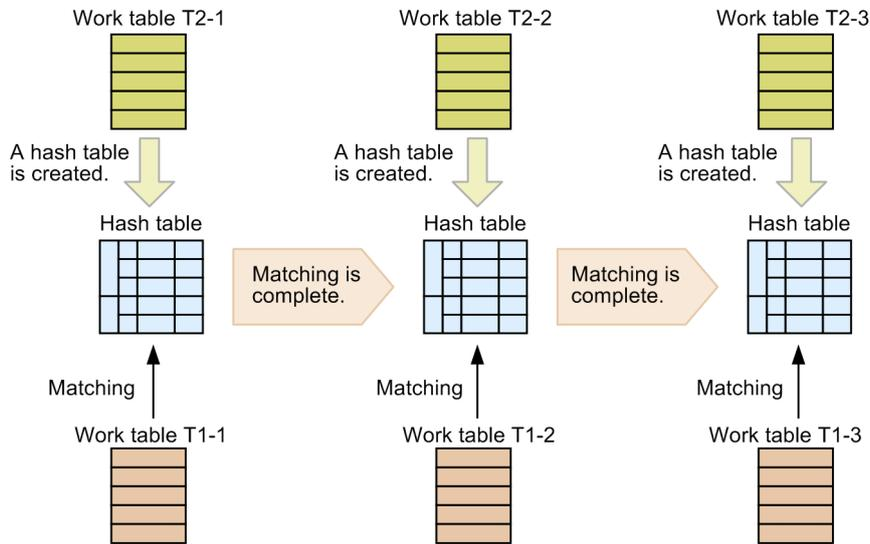 Work table T2-1
Work table T2-2
Work table T2-3
A hash table
is created.
A hash table
is created.
A hash table
is created.
Hash table
Hash table
Hash table
Matching is
complete.
Matching is
complete.
Matching
Matching
Matching
Work table T1-1
Work table T1-2
Work table T1-3